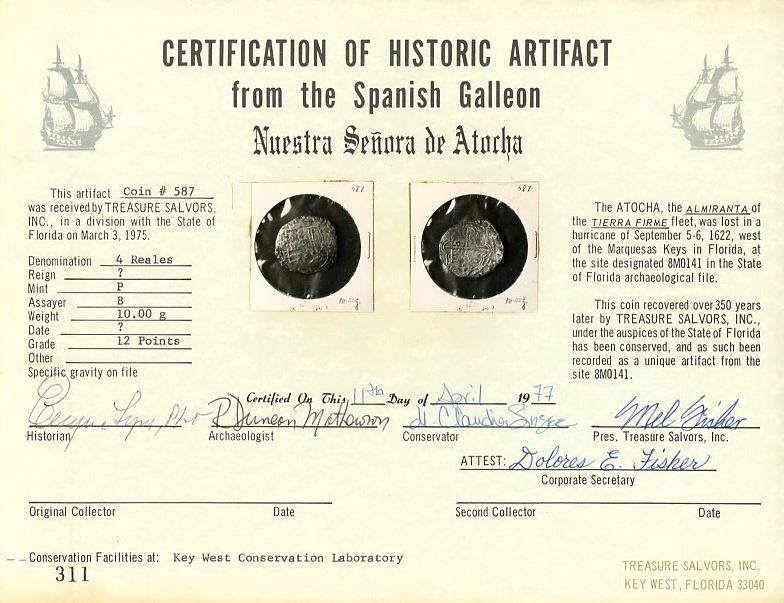 CERTIFICATION OF HISTORIC ARTIFACT
from the Spanish Galleon
Nuestra Señora de Atocha
This artifact Coin # 587
was received by TREASURE SALVORS,
INC., in a division with the State of
Florida on March 3, 1975.
Denomination 4 Reales
Reign ?
Mint P
Assayer B
Weight 10.00 g
Date ?
Grade 12 Points
Other
Specific gravity on file
587
10.00g
587
10.00g
The ATOCHA, the ALMIRANTA of
the TIERRA FIRME fleet, was lost in a
hurricane of September 5-6, 1622, west
of the Marquesas Keys in Florida, at
the site designated 8M0141 in the State
of Florida archaeological file.
This coin recovered over 350 years
later by TREASURE SALVORS, INC.,
under the auspices of the State of Florida
has been conserved, and as such been
recorded as a unique artifact from the
site 8M0141.
Certified On This 11th Day of April 1977
PhD R Duncan Mathewson Claudia Mel Fisher
Historian Archaeologist Conservator Pres. Treasure Salvors, Inc.
ATTEST: Dolores E. Fisher
Corporate Secretary
Original Collector Date Second Collector Date
Conservation Facilities at: Key West Conservation Laboratory
311
TREASURE SALVORS, INC.
KEY WEST, FLORIDA 33040